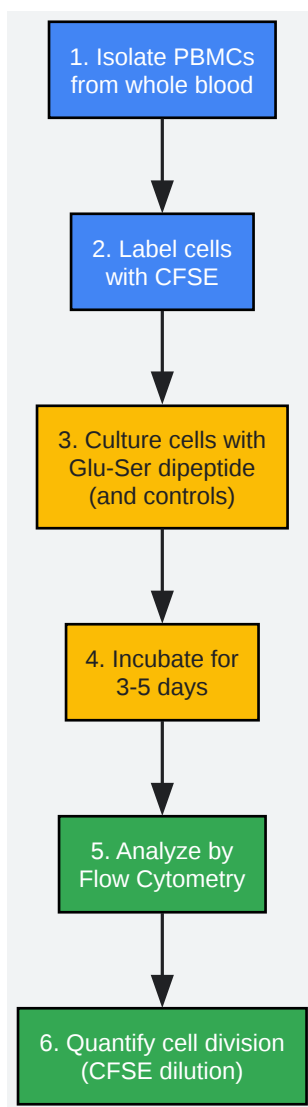 1. Isolate PBMCs
from whole blood
2. Label cells
with CFSE
3. Culture cells with
Glu-Ser dipeptide
(and controls)
4. Incubate for
3-5 days
5. Analyze by
Flow Cytometry
6. Quantify cell division
(CFSE dilution)